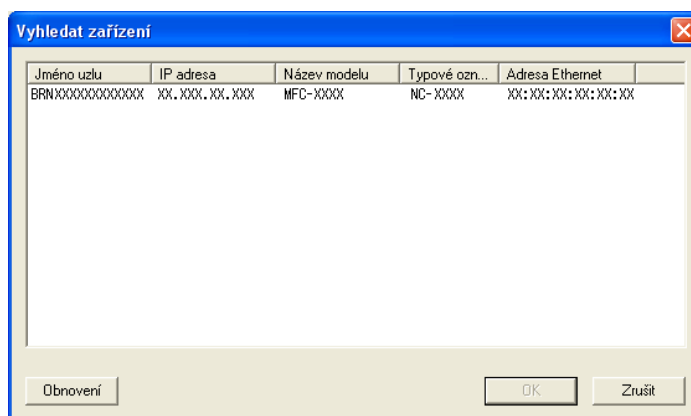 Vyhledat zařízení
Jméno uzlu IP adresa Název modelu Typové ozn... Adresa Ethernet
BRNXXXXXXXXXXXX XX.XXX.XX.XXX MFC-XXXX NC-XXXX XX:XX:XX:XX:XX:XX
Obnovení OK Zrušit